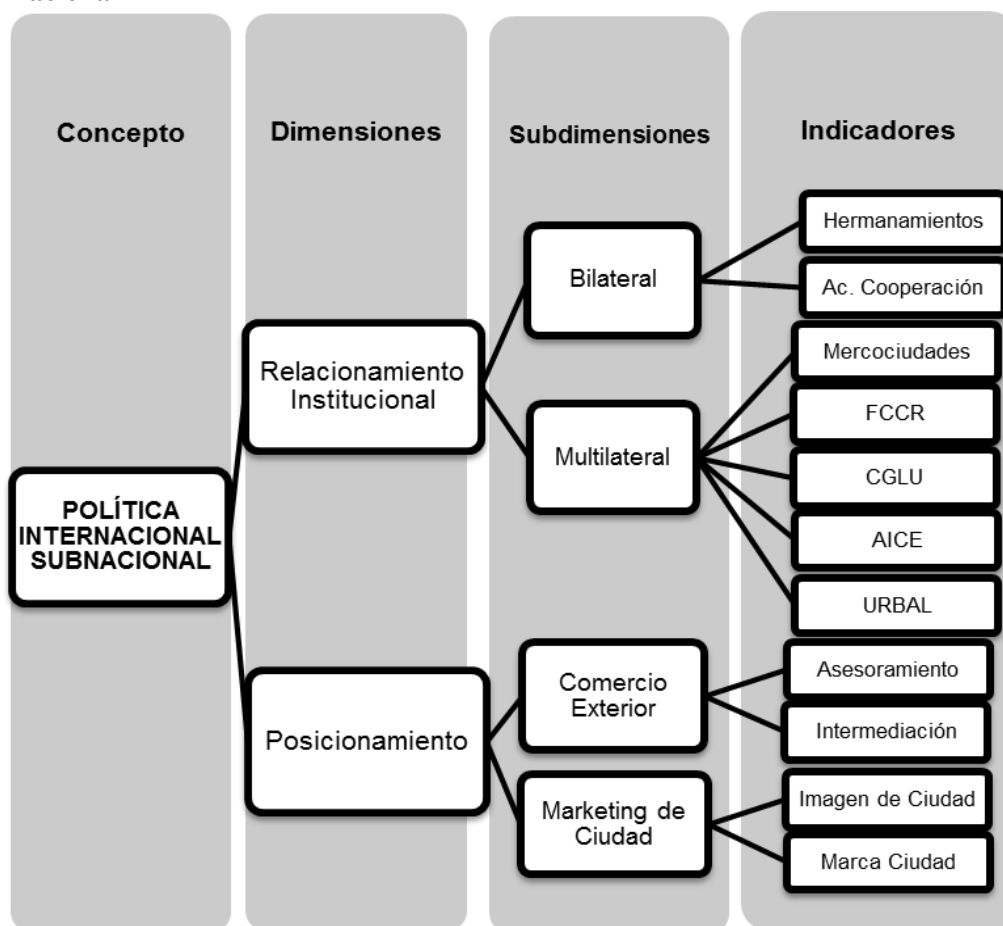 Concepto
Dimensiones
Subdimensiones
Indicadores
POLÍTICA
INTERNACIONAL
SUBNACIONAL
Relacionamiento
Institucional
Posicionamiento
Bilateral
Multilateral
Comercio
Exterior
Marketing de
Ciudad
Hermanamientos
Ac. Cooperación
Mercociudades
FCCR
CGLU
AICE
URBAL
Asesoramiento
Intermediación
Imagen de Ciudad
Marca Ciudad